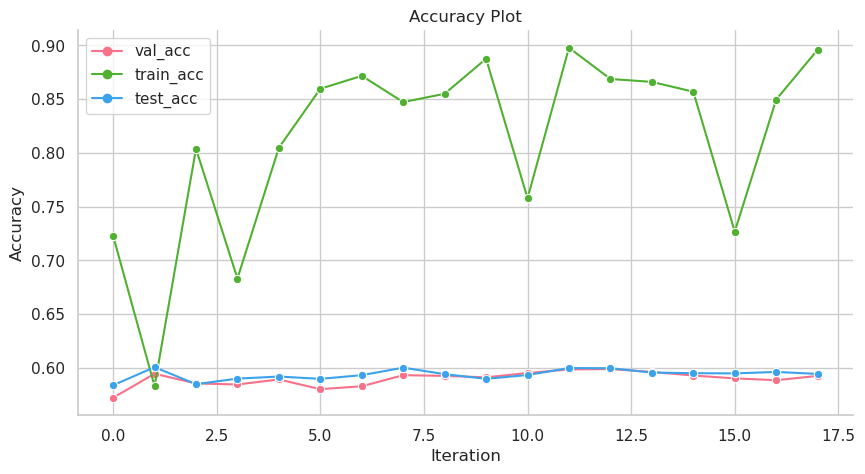 Accuracy Plot
val_acc
train_acc
test_acc
0.90
0.85
0.80
0.75
0.70
0.65
0.60
Accuracy
0.0 2.5 5.0 7.5 10.0 12.5 15.0 17.5
Iteration